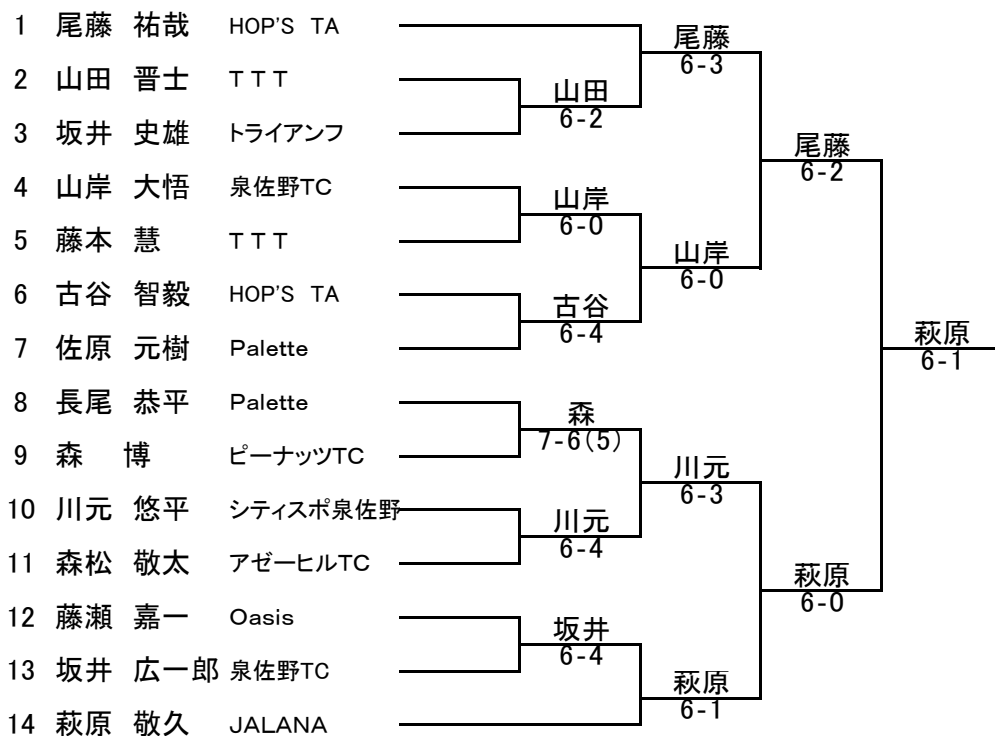 1 尾藤 祐哉 HOP'S TA
2 山田 晋士 TTT
3 坂井 史雄 トライアンフ
4 山岸 大悟 泉佐野TC
5 藤本 慧 TTT
6 古谷 智毅 HOP'S TA
7 佐原 元樹 Palette
8 長尾 恭平 Palette
9 森 博 ピーナッツTC
10 川元 悠平 シティスポ泉佐野
11 森松 敬太 アゼーヒルTC
12 藤瀬 嘉一 Oasis
13 坂井 広一郎 泉佐野TC
14 萩原 敬久 JALANA
山田
6-2
山岸
6-0
古谷
6-4
森
7-6(5)
川元
6-4
坂井
6-4
尾藤
6-3
山岸
6-0
川元
6-3
萩原
6-1
尾藤
6-2
萩原
6-0
萩原
6-1